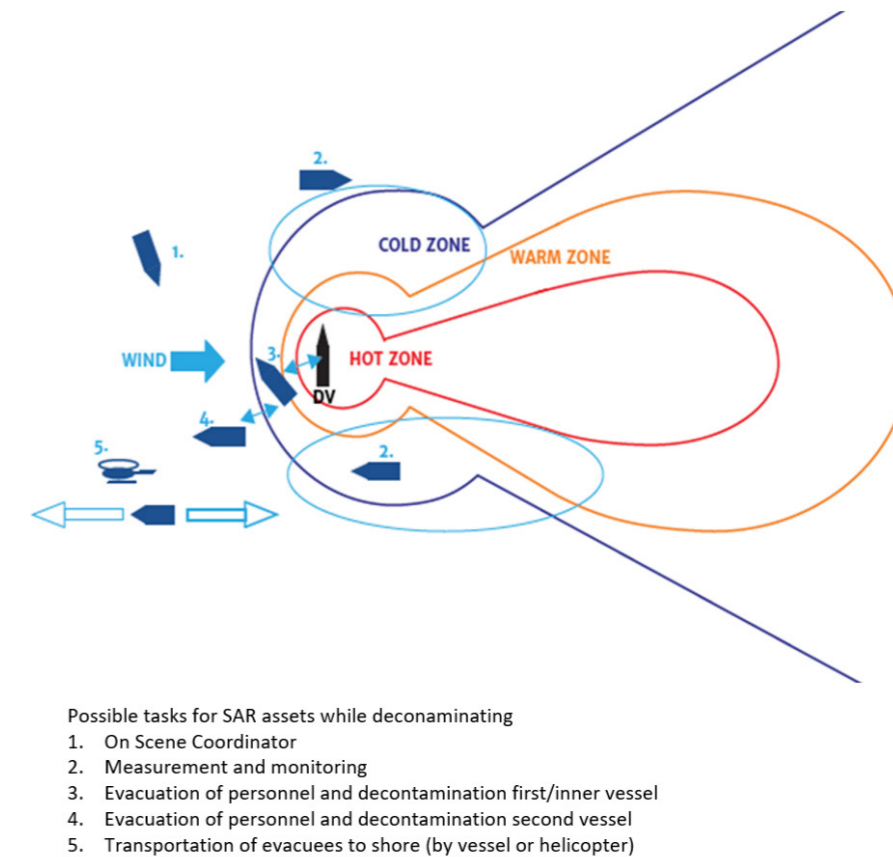 2.
1.
COLD ZONE
WARM ZONE
WIND
3.
HOT ZONE
DV
4.
2.
5.
Possible tasks for SAR assets while deconaminating
1. On Scene Coordinator
2. Measurement and monitoring
3. Evacuation of personnel and decontamination first/inner vessel
4. Evacuation of personnel and decontamination second vessel
5. Transportation of evacuees to shore (by vessel or helicopter)